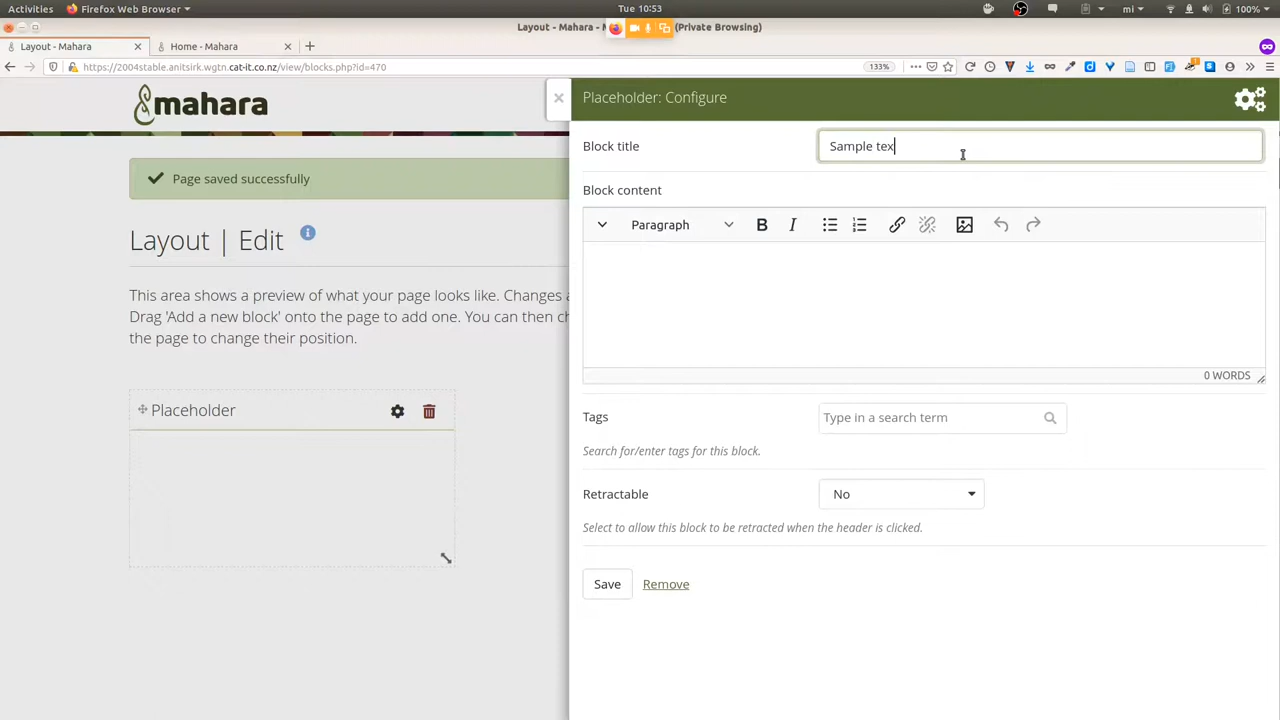 Activities
Firefox Web Browser
Tue 10:53
mi
100%
Layout - Mahara - M
(Private Browsing)
Layout - Mahara
Home - Mahara
https://2004stable.anitsirk.wgtn.cat-it.co.nz/view/blocks.php?id=470
133%
mahara
Placeholder: Configure
Block title
Sample tex
Page saved successfully
Block content
Paragraph
B
I
Layout | Edit
This area shows a preview of what your page looks like. Changes a
Drag 'Add a new block' onto the page to add one. You can then ch
the page to change their position.
0 WORDS
Placeholder
Tags
Type in a search term
Search for/enter tags for this block.
Retractable
No
Select to allow this block to be retracted when the header is clicked.
Save
Remove